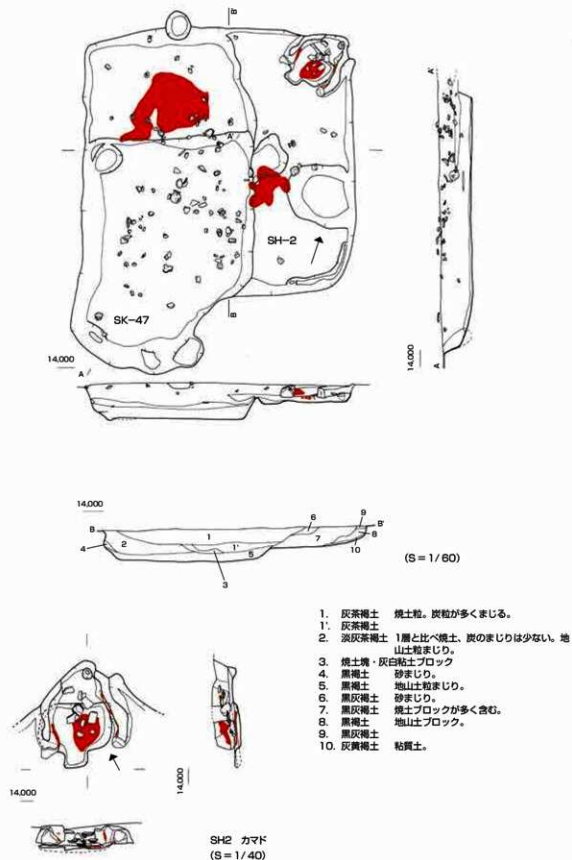 B
A'
A'
SH-2
SK-47
B
14,000
A
14,000
A'
14,000
B
B'
1
1'
2
3
4
5
6
7
8
9
10
(S=1/60)
1. 灰茶褐土 焼土粒。炭粒が多くまじる。
1'. 灰茶褐土
2. 淡灰茶褐土 1層と比べ焼土、炭のまじりは少ない。地
山土粒まじり。
3. 焼土塊・灰白粘土ブロック
4. 黒褐土 砂まじり。
5. 黒褐土 地山土粒まじり。
6. 黒灰褐土 砂まじり。
7. 黒灰褐土 焼土ブロックが多く含む。
8. 黒褐土 地山土ブロック。
9. 黒灰褐土
10. 灰黄褐土 粘質土。
14,000
14,000
SH2 カマド
(S=1/40)